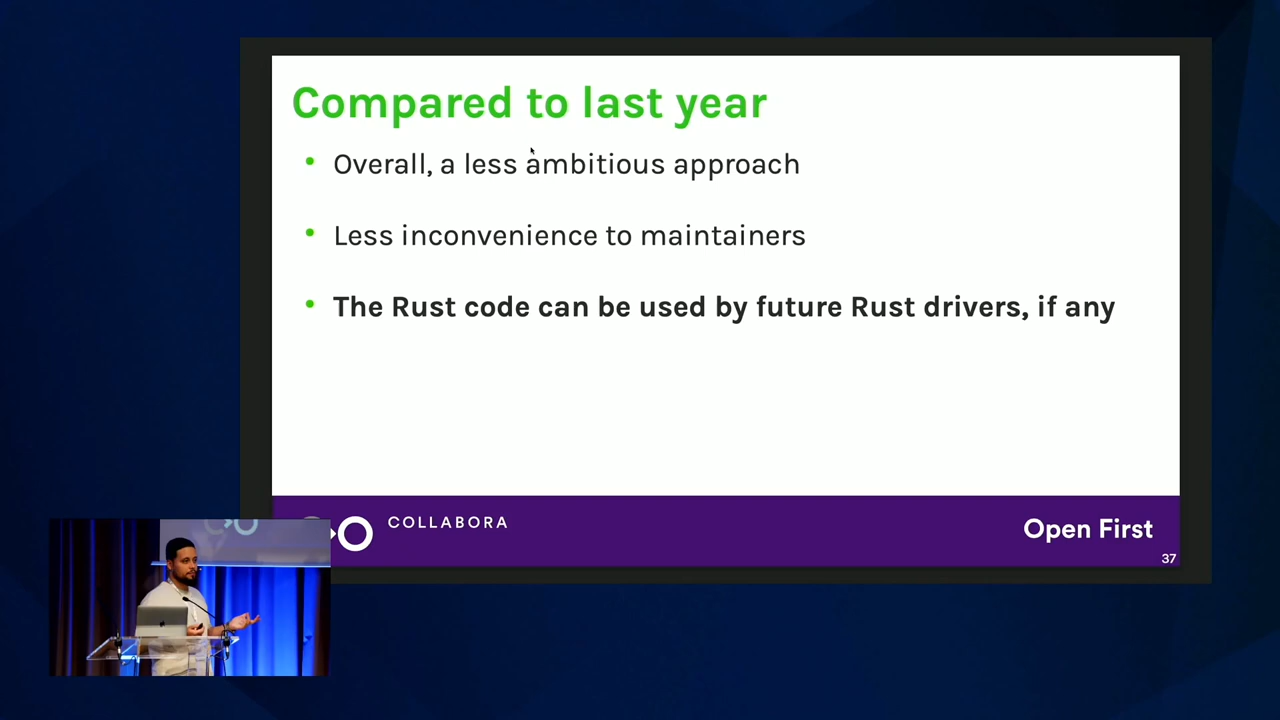 Compared to last year
Overall, a less ambitious approach
Less inconvenience to maintainers
The Rust code can be used by future Rust drivers, if any
COLLABORA
Open First
37